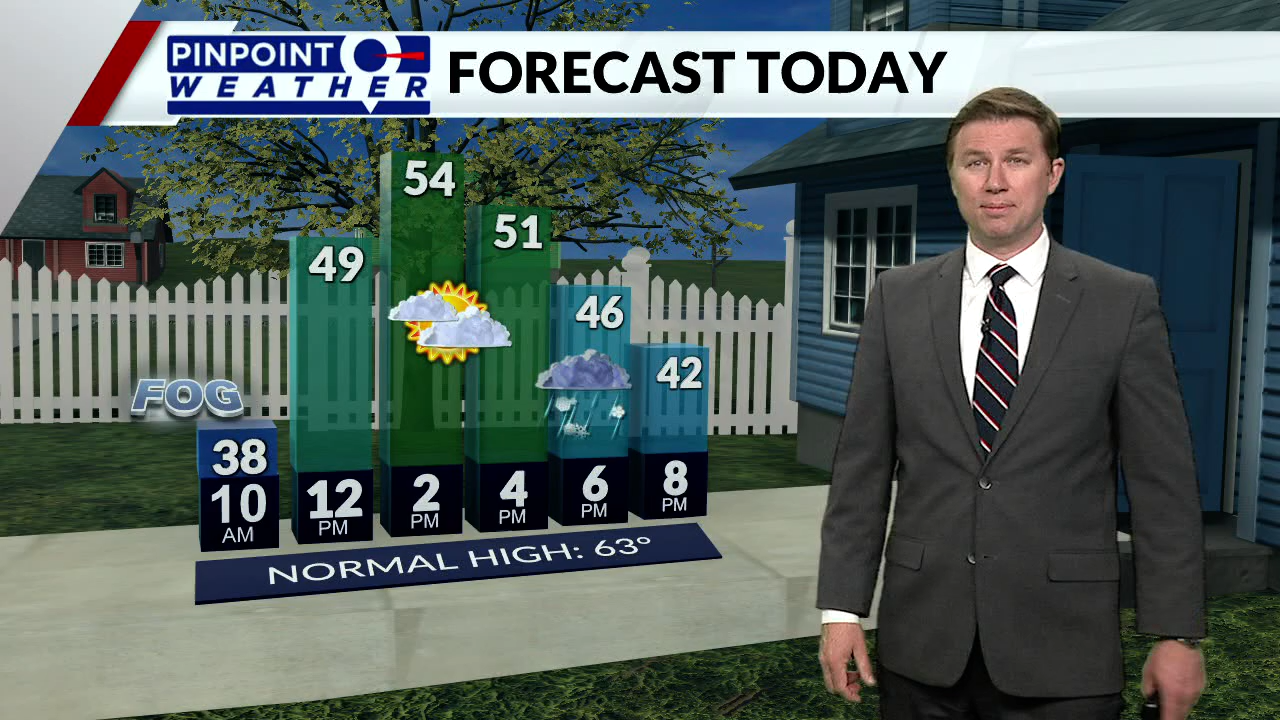 PINPOINT
WEATHER
FORECAST TODAY
54
51
49
46
42
FOG
38
10
AM
12
PM
2
PM
4
PM
6
PM
8
PM
NORMAL HIGH: 63°